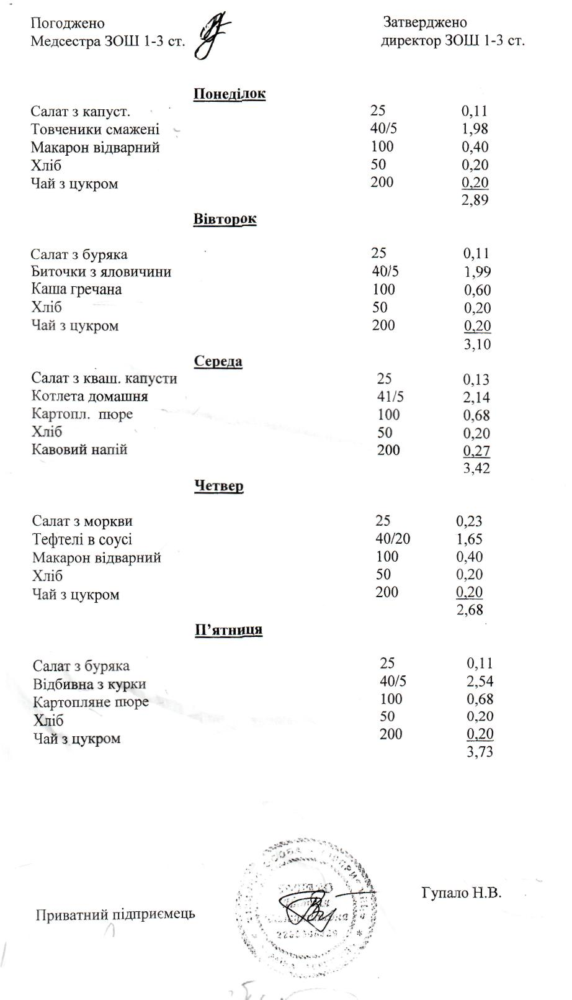 Погоджено Затверджено
Медсестра ЗОШ 1-3 ст. директор ЗОШ 1-3 ст.
Понеділок
Салат з капуст. 25 0,11
Товченики смажені 40/5 1,98
Макарон відварний 100 0,40
Хліб 50 0,20
Чай з цукром 200 0,20
2,89
Вівторок
Салат з буряка 25 0,11
Биточки з яловичини 40/5 1,99
Каша гречана 100 0,60
Хліб 50 0,20
Чай з цукром 200 0,20
3,10
Середа
Салат з кваш. капусти 25 0,13
Котлета домашня 41/5 2,14
Картопл. пюре 100 0,68
Хліб 50 0,20
Кавовий напій 200 0,27
3,42
Четвер
Салат з моркви 25 0,23
Тефтелі в соусі 40/20 1,65
Макарон відварний 100 0,40
Хліб 50 0,20
Чай з цукром 200 0,20
2,68
П’ятниця
Салат з буряка 25 0,11
Відбивна з курки 40/5 2,54
Картопляне пюре 100 0,68
Хліб 50 0,20
Чай з цукром 200 0,20
3,73
Гупало Н.В.
Приватний підприємець